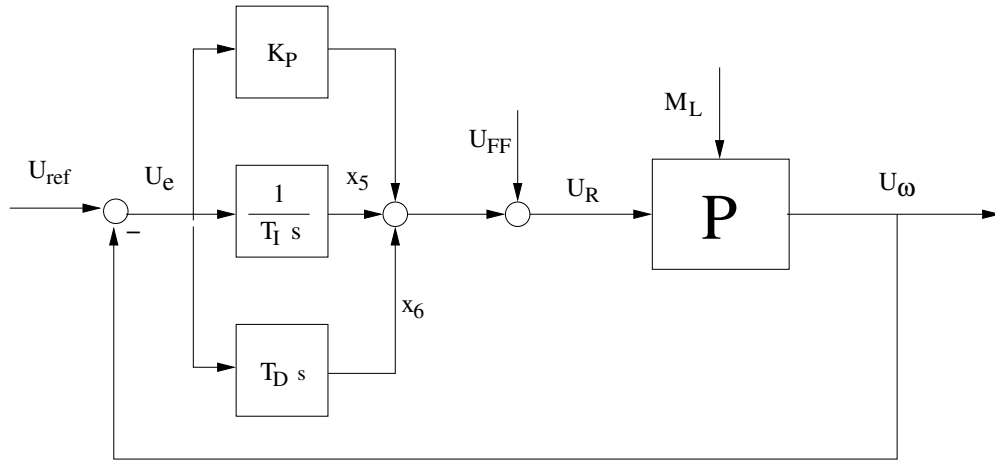 K_P
M_L
U_FF
U_ref
U_e
1
T_I s
x_5
U_R
P
U_ω
−
x_6
T_D s